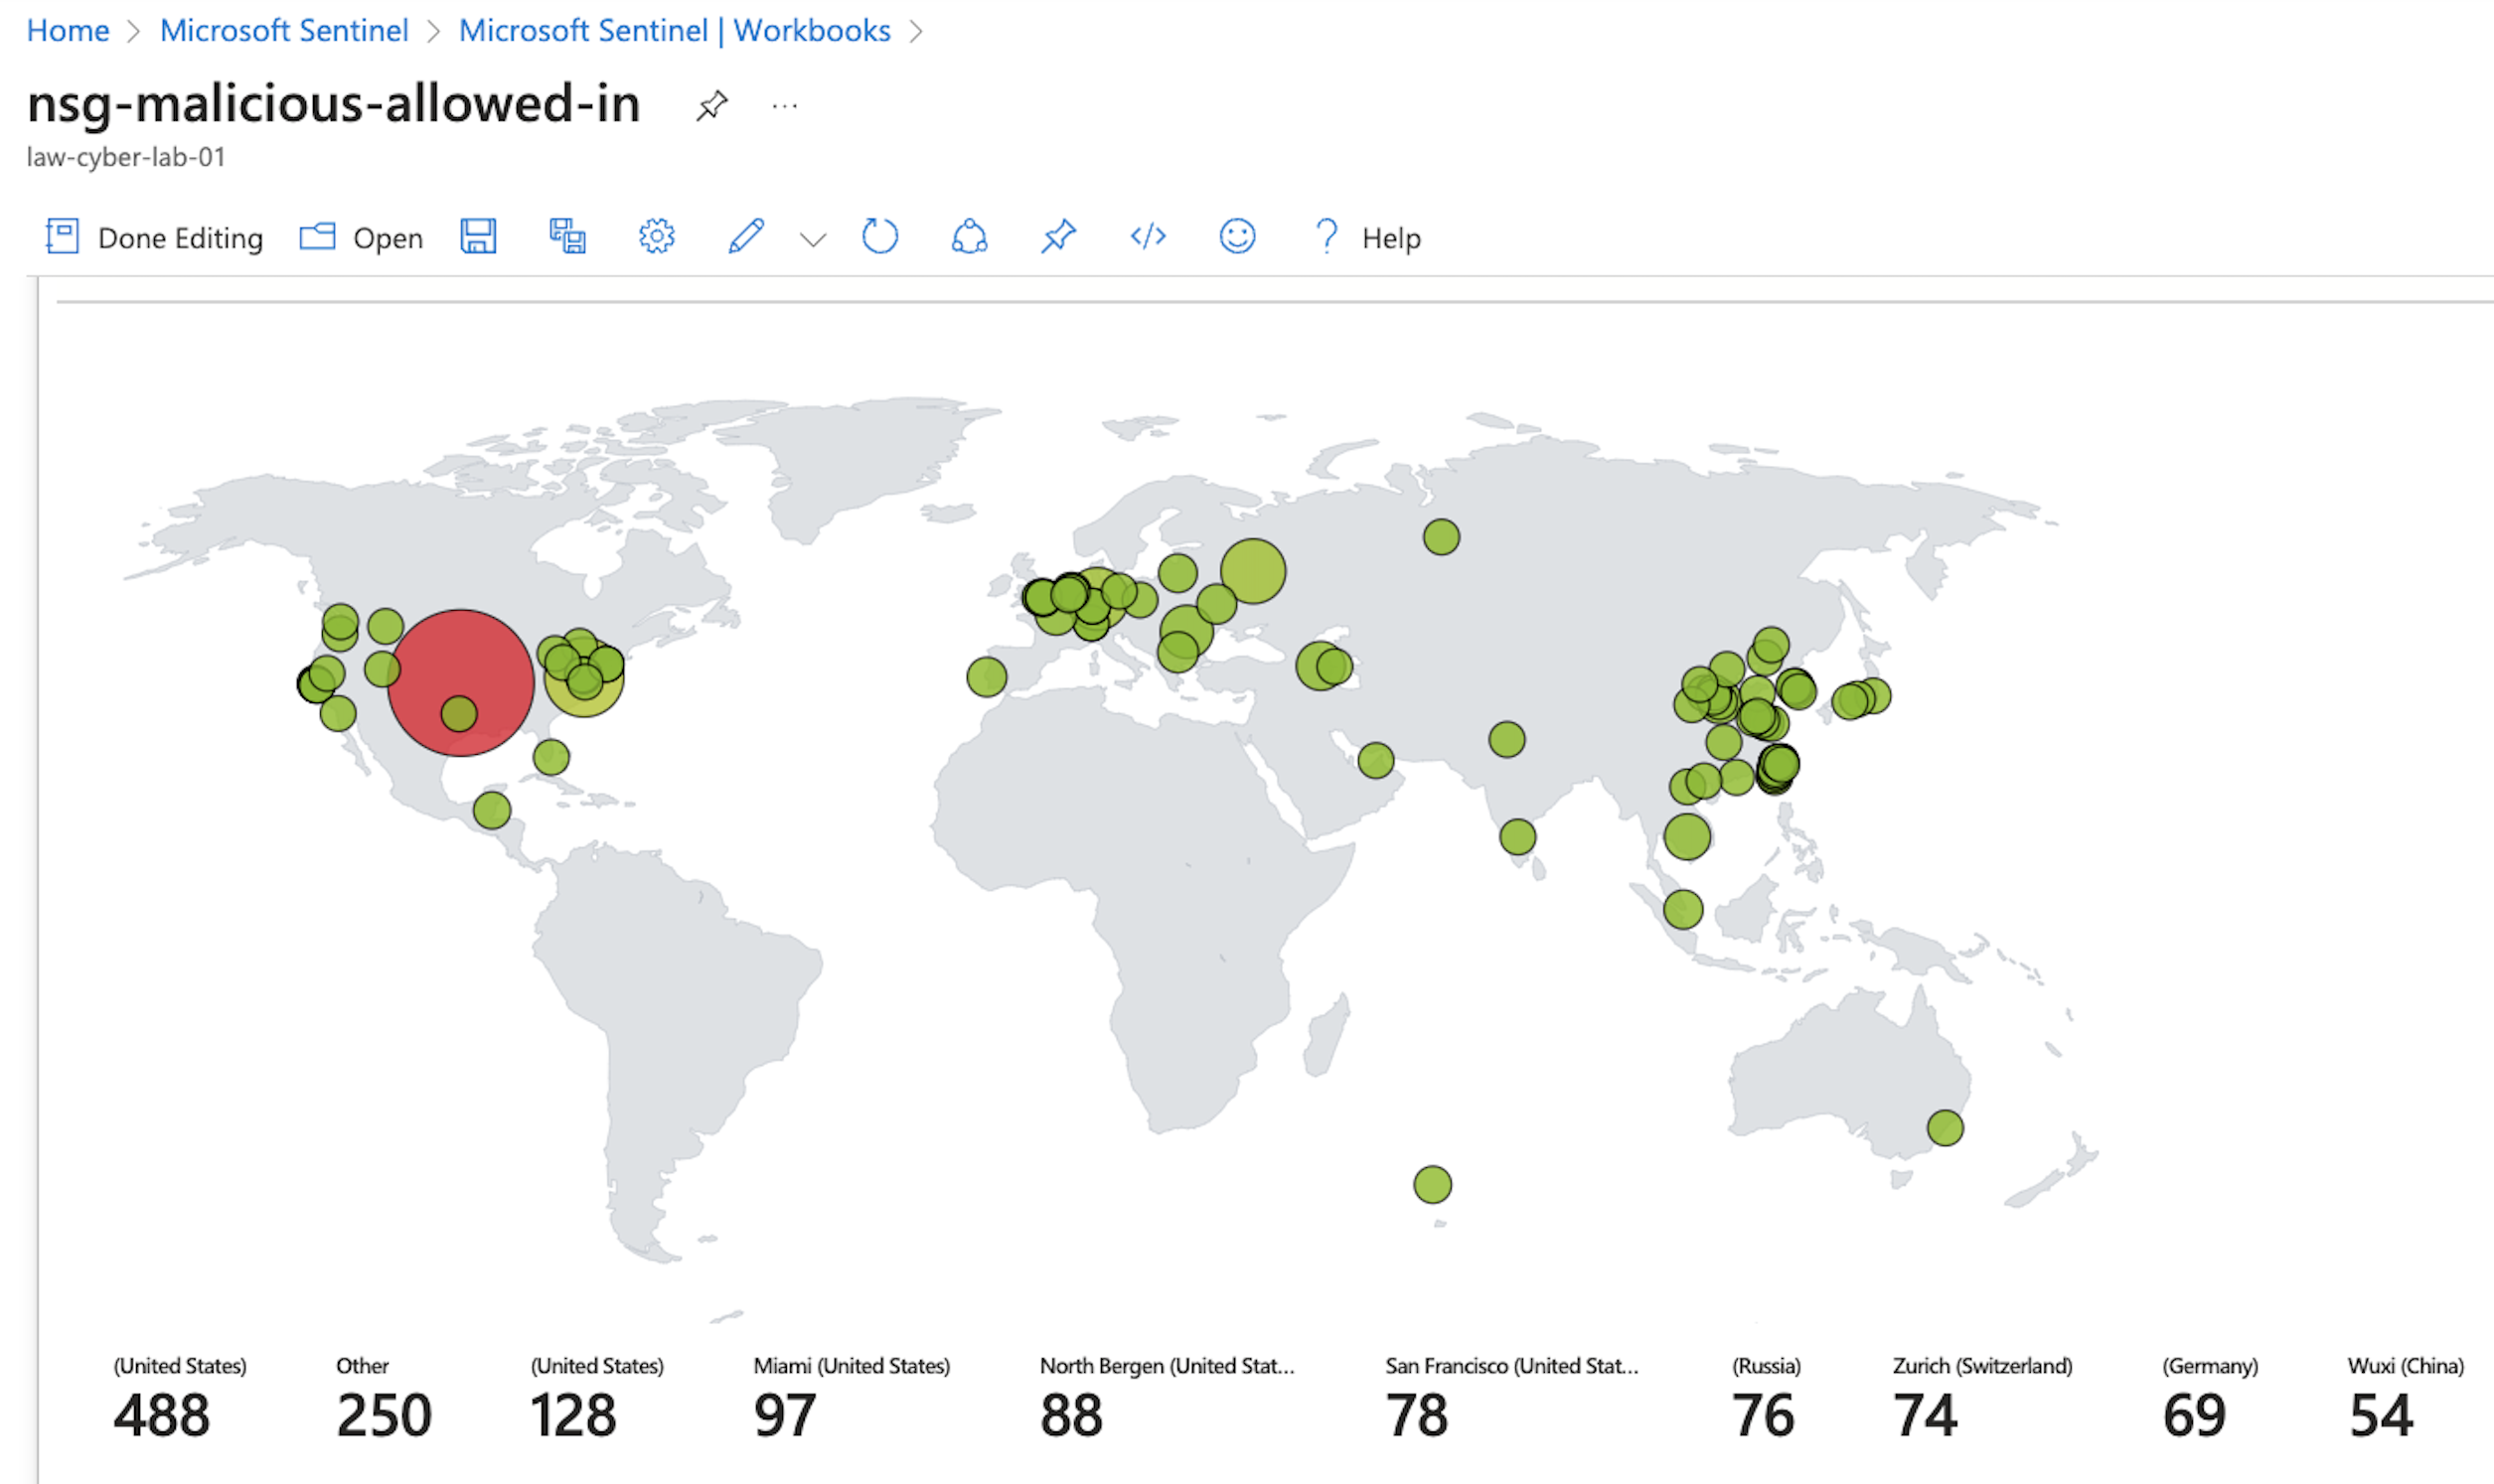 Home > Microsoft Sentinel > Microsoft Sentinel | Workbooks >
nsg-malicious-allowed-in ...
law-cyber-lab-01
Done Editing Open </> ? Help
(United States) Other (United States) Miami (United States) North Bergen (United Stat... San Francisco (United Stat... (Russia) Zurich (Switzerland) (Germany) Wuxi (China)
488 250 128 97 88 78 76 74 69 54